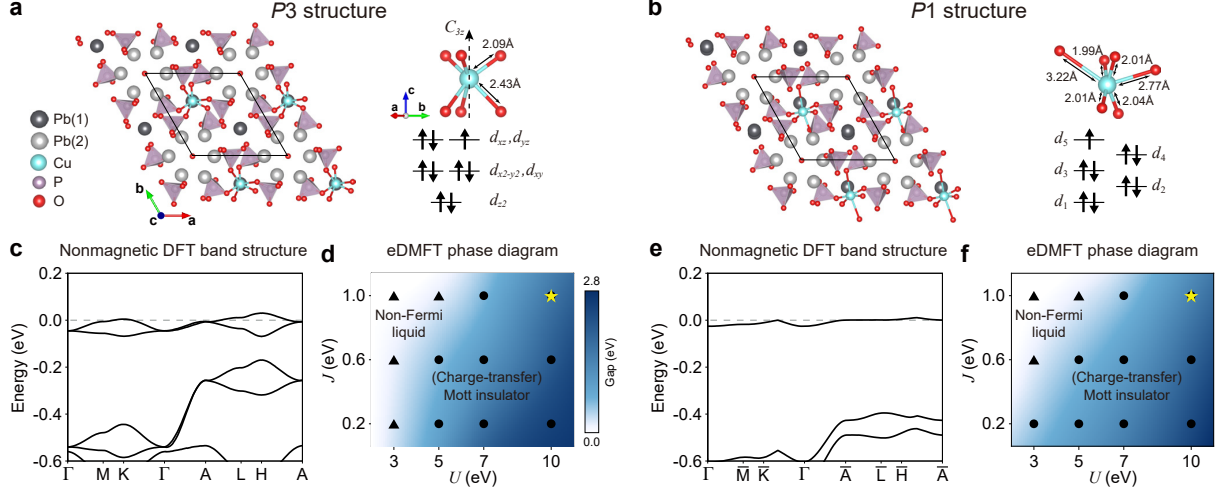 a
P3 structure
Pb(1)
Pb(2)
Cu
P
O
b
c
a
C3z
2.09Å
2.43Å
c
a
b
dxz,dyz
dx2-y2,dxy
dz2
b
P1 structure
1.99Å
2.01Å
3.22Å
2.77Å
2.01Å
2.04Å
d5
d4
d3
d2
d1
c
Nonmagnetic DFT band structure
Energy (eV)
0.2
0.0
-0.2
-0.4
-0.6
Γ M K Γ A L H A
d
eDMFT phase diagram
J (eV)
1.0
0.6
0.2
Non-Fermi
liquid
(Charge-transfer)
Mott insulator
3 5 7 10
U (eV)
2.8
Gap (eV)
0.0
e
Nonmagnetic DFT band structure
Energy (eV)
0.2
0.0
-0.2
-0.4
-0.6
Γ M̅ K̅ Γ A̅ L̅ H A̅
f
eDMFT phase diagram
J (eV)
1.0
0.6
0.2
Non-Fermi
liquid
(Charge-transfer)
Mott insulator
3 5 7 10
U (eV)